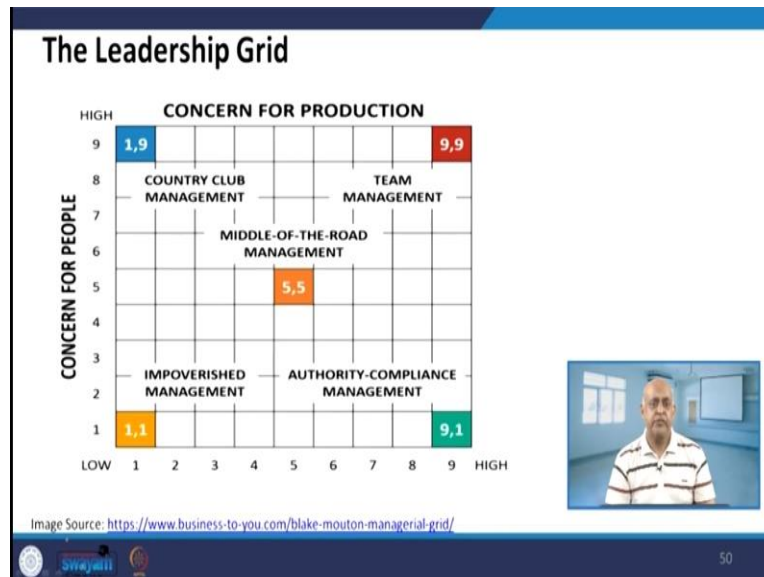 The Leadership Grid
HIGH
CONCERN FOR PRODUCTION
9
1,9
9,9
8
COUNTRY CLUB
MANAGEMENT
TEAM
MANAGEMENT
7
MIDDLE-OF-THE-ROAD
MANAGEMENT
6
CONCERN FOR PEOPLE
5
5,5
4
3
IMPOVERISHED
MANAGEMENT
AUTHORITY-COMPLIANCE
MANAGEMENT
2
1
1,1
9,1
LOW 1 2 3 4 5 6 7 8 9 HIGH
Image Source: https://www.business-to-you.com/blake-mouton-managerial-grid/
swayam
50